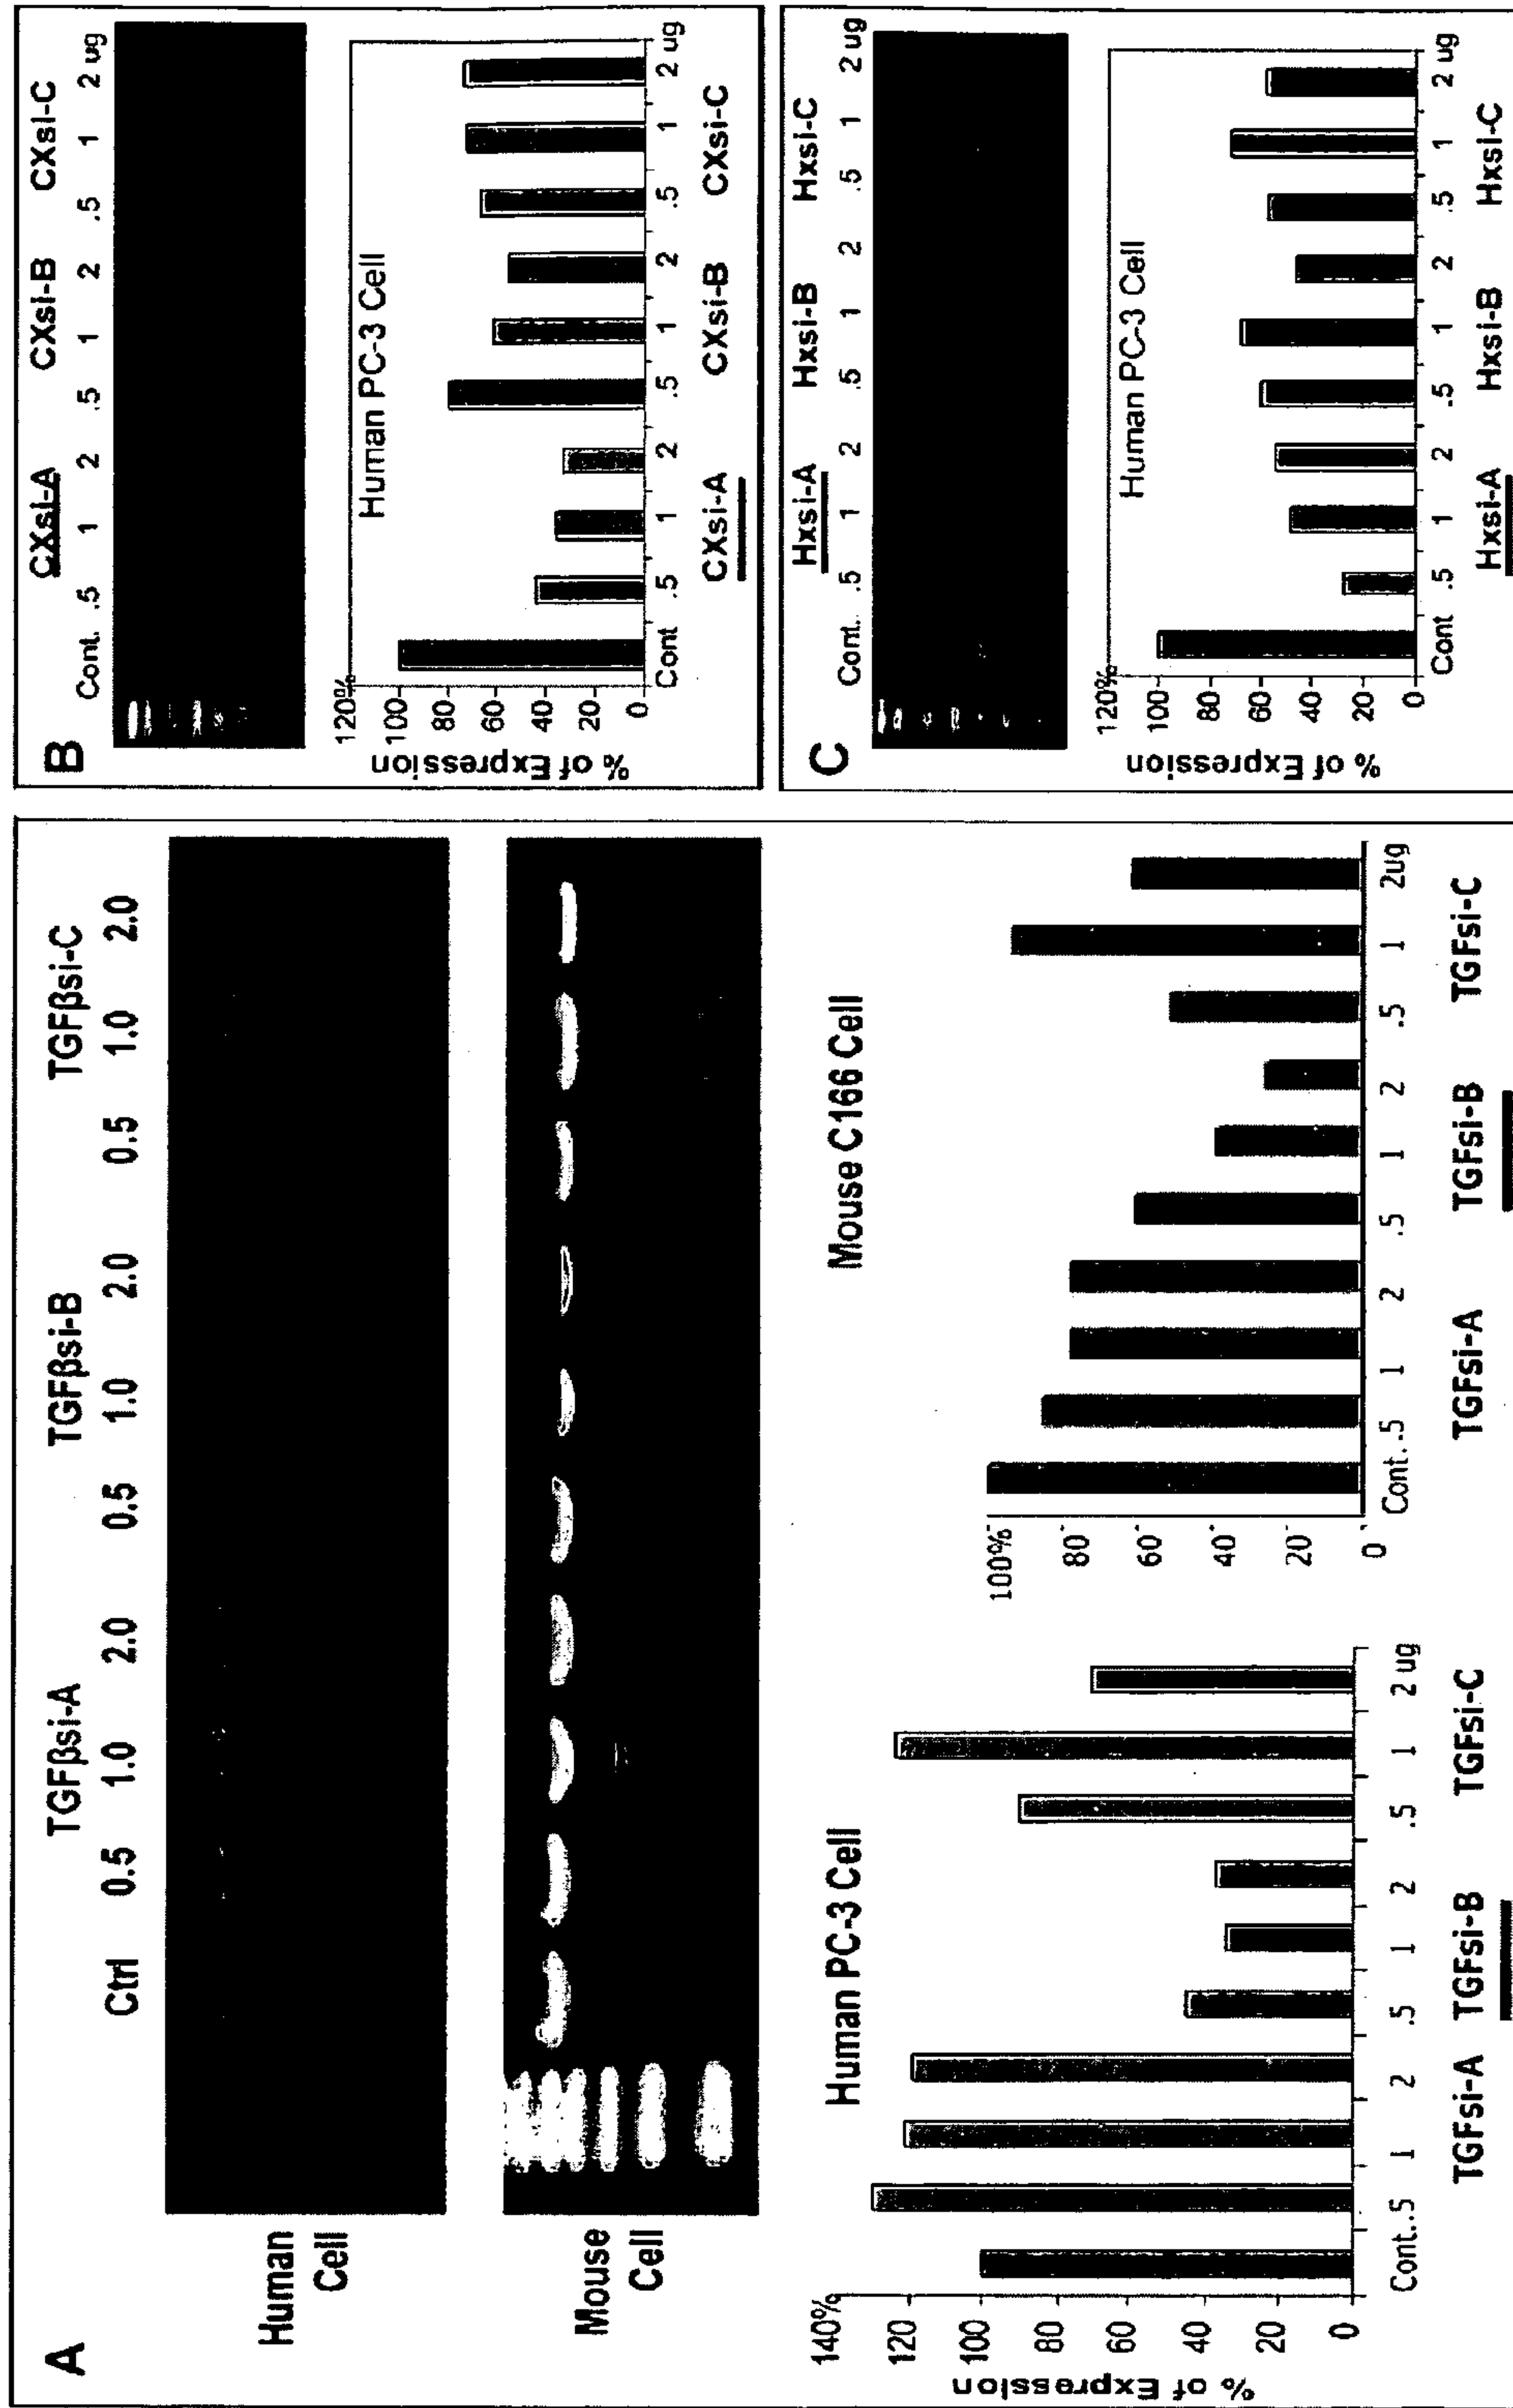 A
TGFβsi-A TGFβsi-B TGFβsi-C
Ctrl 0.5 1.0 2.0 0.5 1.0 2.0 0.5 1.0 2.0
Human
Cell
Mouse
Cell
Human PC-3 Cell
140%
120
100
80
60
40
20
0
% of Expression
Cont. .5 1 2 .5 1 2 .5 1 2 ug
TGFsi-A TGFsi-B TGFsi-C
Mouse C166 Cell
100%
80
60
40
20
0
Cont. .5 1 2 .5 1 2 .5 1 2ug
TGFsi-A TGFsi-B TGFsi-C
B
CXsi-A CXsi-B CXsi-C
Cont. .5 1 2 .5 1 2 .5 1 2 ug
Human PC-3 Cell
120%
100
80
60
40
20
0
% of Expression
Cont .5 1 2 .5 1 2 .5 1 2 ug
CXsi-A CXsi-B CXsi-C
C
Hxsi-A Hxsi-B Hxsi-C
Cont. .5 1 2 .5 1 2 .5 1 2 ug
Human PC-3 Cell
120%
100
80
60
40
20
0
% of Expression
Cont .5 1 2 .5 1 2 .5 1 2 ug
Hxsi-A Hxsi-B Hxsi-C